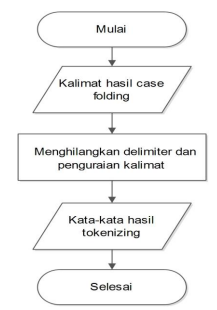 Mulai
Kalimat hasil case
folding
Menghilangkan delimiter dan
penguraian kalimat
Kata-kata hasil
tokenizing
Selesai